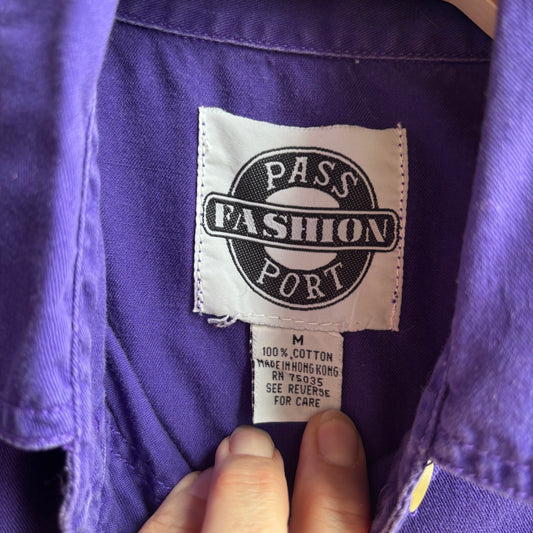 PASS
FASHION
PORT
M
100% COTTON
MADE IN HONG KONG
RN 75035
SEE REVERSE
FOR CARE